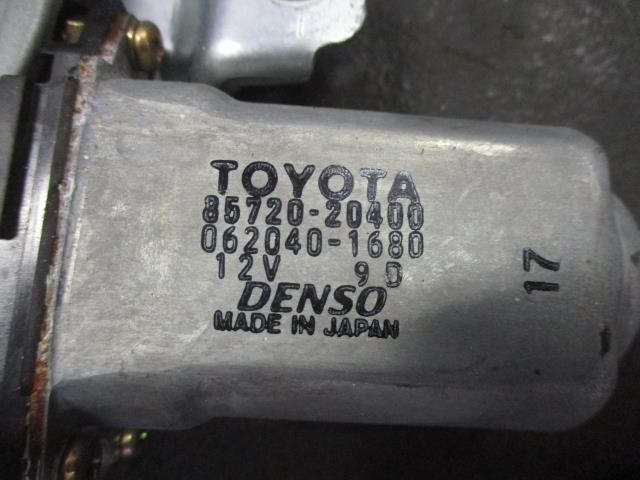 TOYOTA
85720-20400
062040-1680
12V 9D
DENSO
MADE IN JAPAN
17